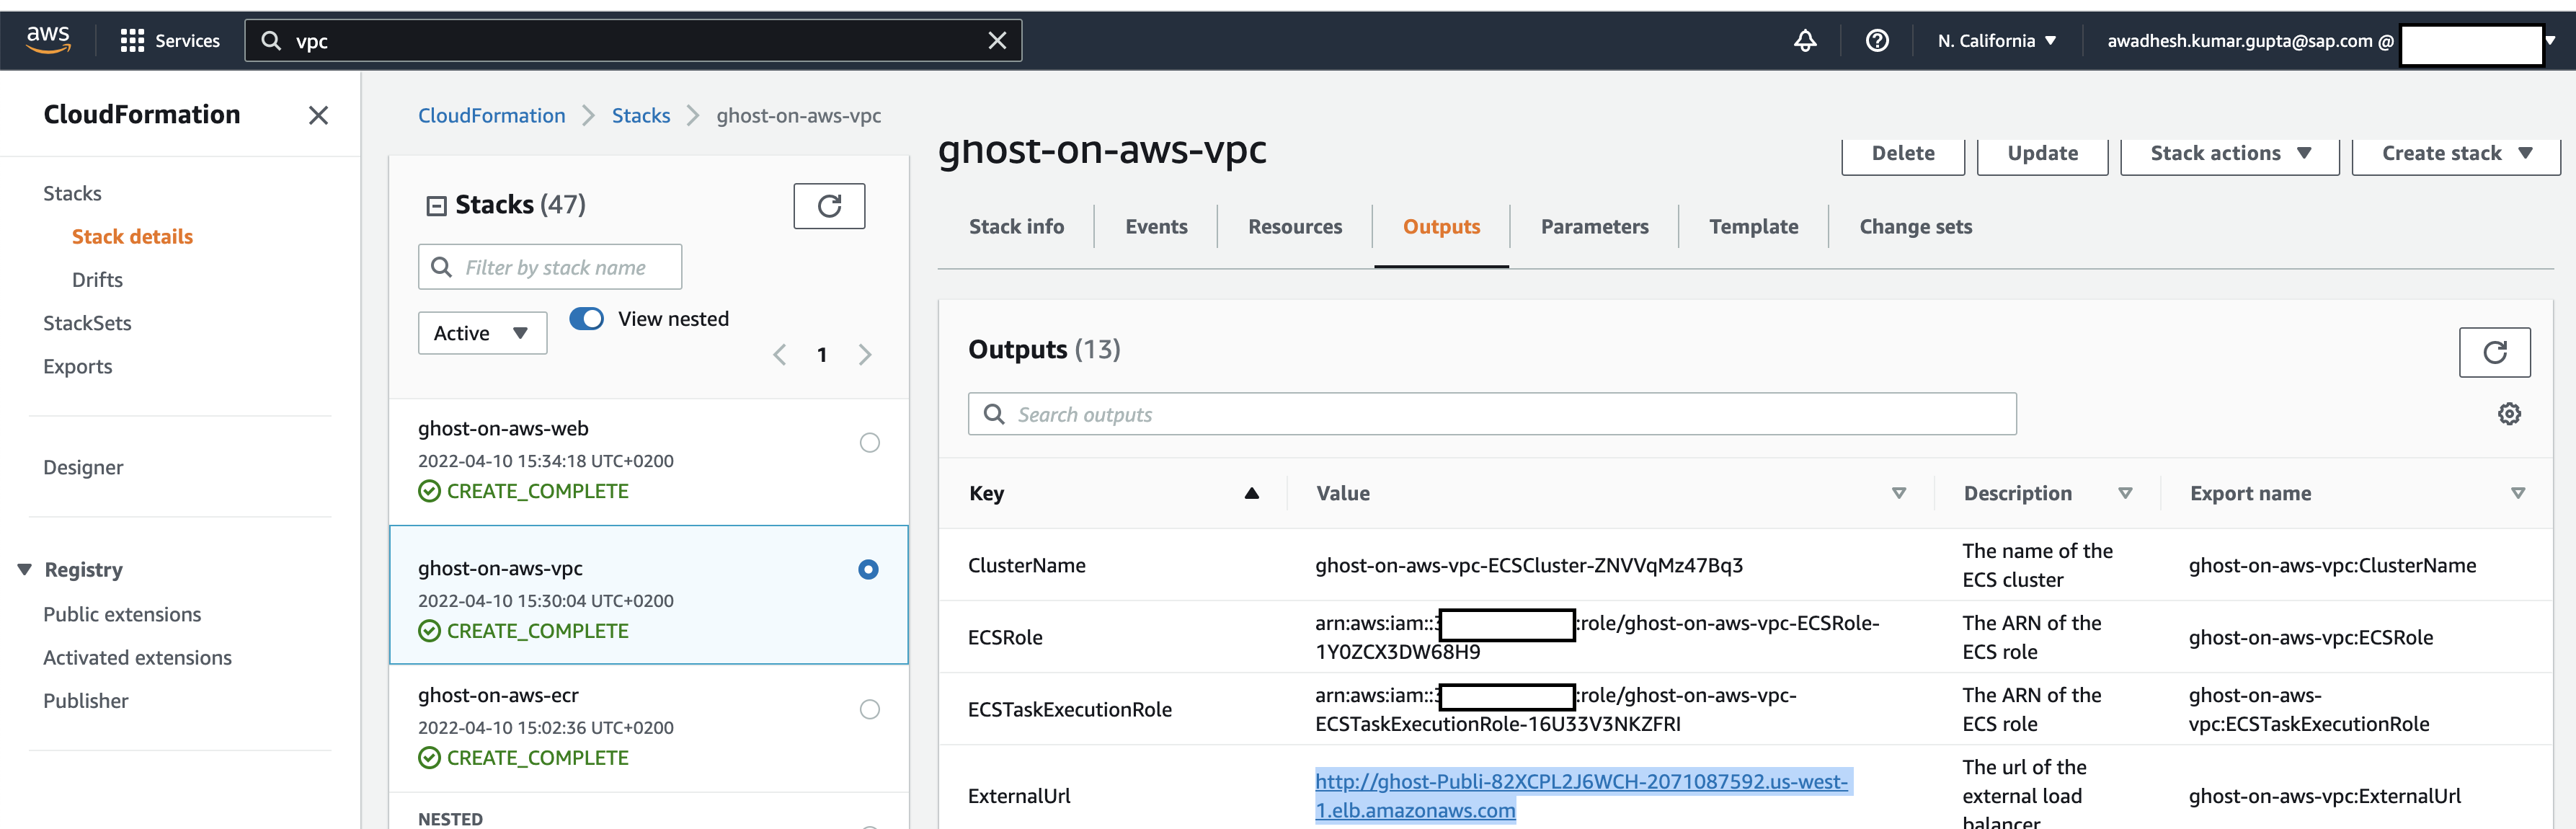 aws
Services
vpc
N. California
awadhesh.kumar.gupta@sap.com @
CloudFormation
Stacks
Stack details
Drifts
StackSets
Exports
Designer
Registry
Public extensions
Activated extensions
Publisher
CloudFormation
Stacks
ghost-on-aws-vpc
Stacks (47)
Filter by stack name
Active
View nested
1
ghost-on-aws-web
2022-04-10 15:34:18 UTC+0200
CREATE_COMPLETE
ghost-on-aws-vpc
2022-04-10 15:30:04 UTC+0200
CREATE_COMPLETE
ghost-on-aws-ecr
2022-04-10 15:02:36 UTC+0200
CREATE_COMPLETE
NESTED
ghost-on-aws-vpc
Delete
Update
Stack actions
Create stack
Stack info
Events
Resources
Outputs
Parameters
Template
Change sets
Outputs (13)
Search outputs
Key
Value
Description
Export name
ClusterName
ghost-on-aws-vpc-ECSCluster-ZNVVqMz47Bq3
The name of the
ECS cluster
ghost-on-aws-vpc:ClusterName
ECSRole
arn:aws:iam::3 :role/ghost-on-aws-vpc-ECSRole-
1Y0ZCX3DW68H9
The ARN of the
ECS role
ghost-on-aws-vpc:ECSRole
ECSTaskExecutionRole
arn:aws:iam::3 :role/ghost-on-aws-vpc-
ECSTaskExecutionRole-16U33V3NKZFRI
The ARN of the
ECS role
ghost-on-aws-
vpc:ECSTaskExecutionRole
ExternalUrl
http://ghost-Publi-82XCPL2J6WCH-2071087592.us-west-
1.elb.amazonaws.com
The url of the
external load
balancer
ghost-on-aws-vpc:ExternalUrl